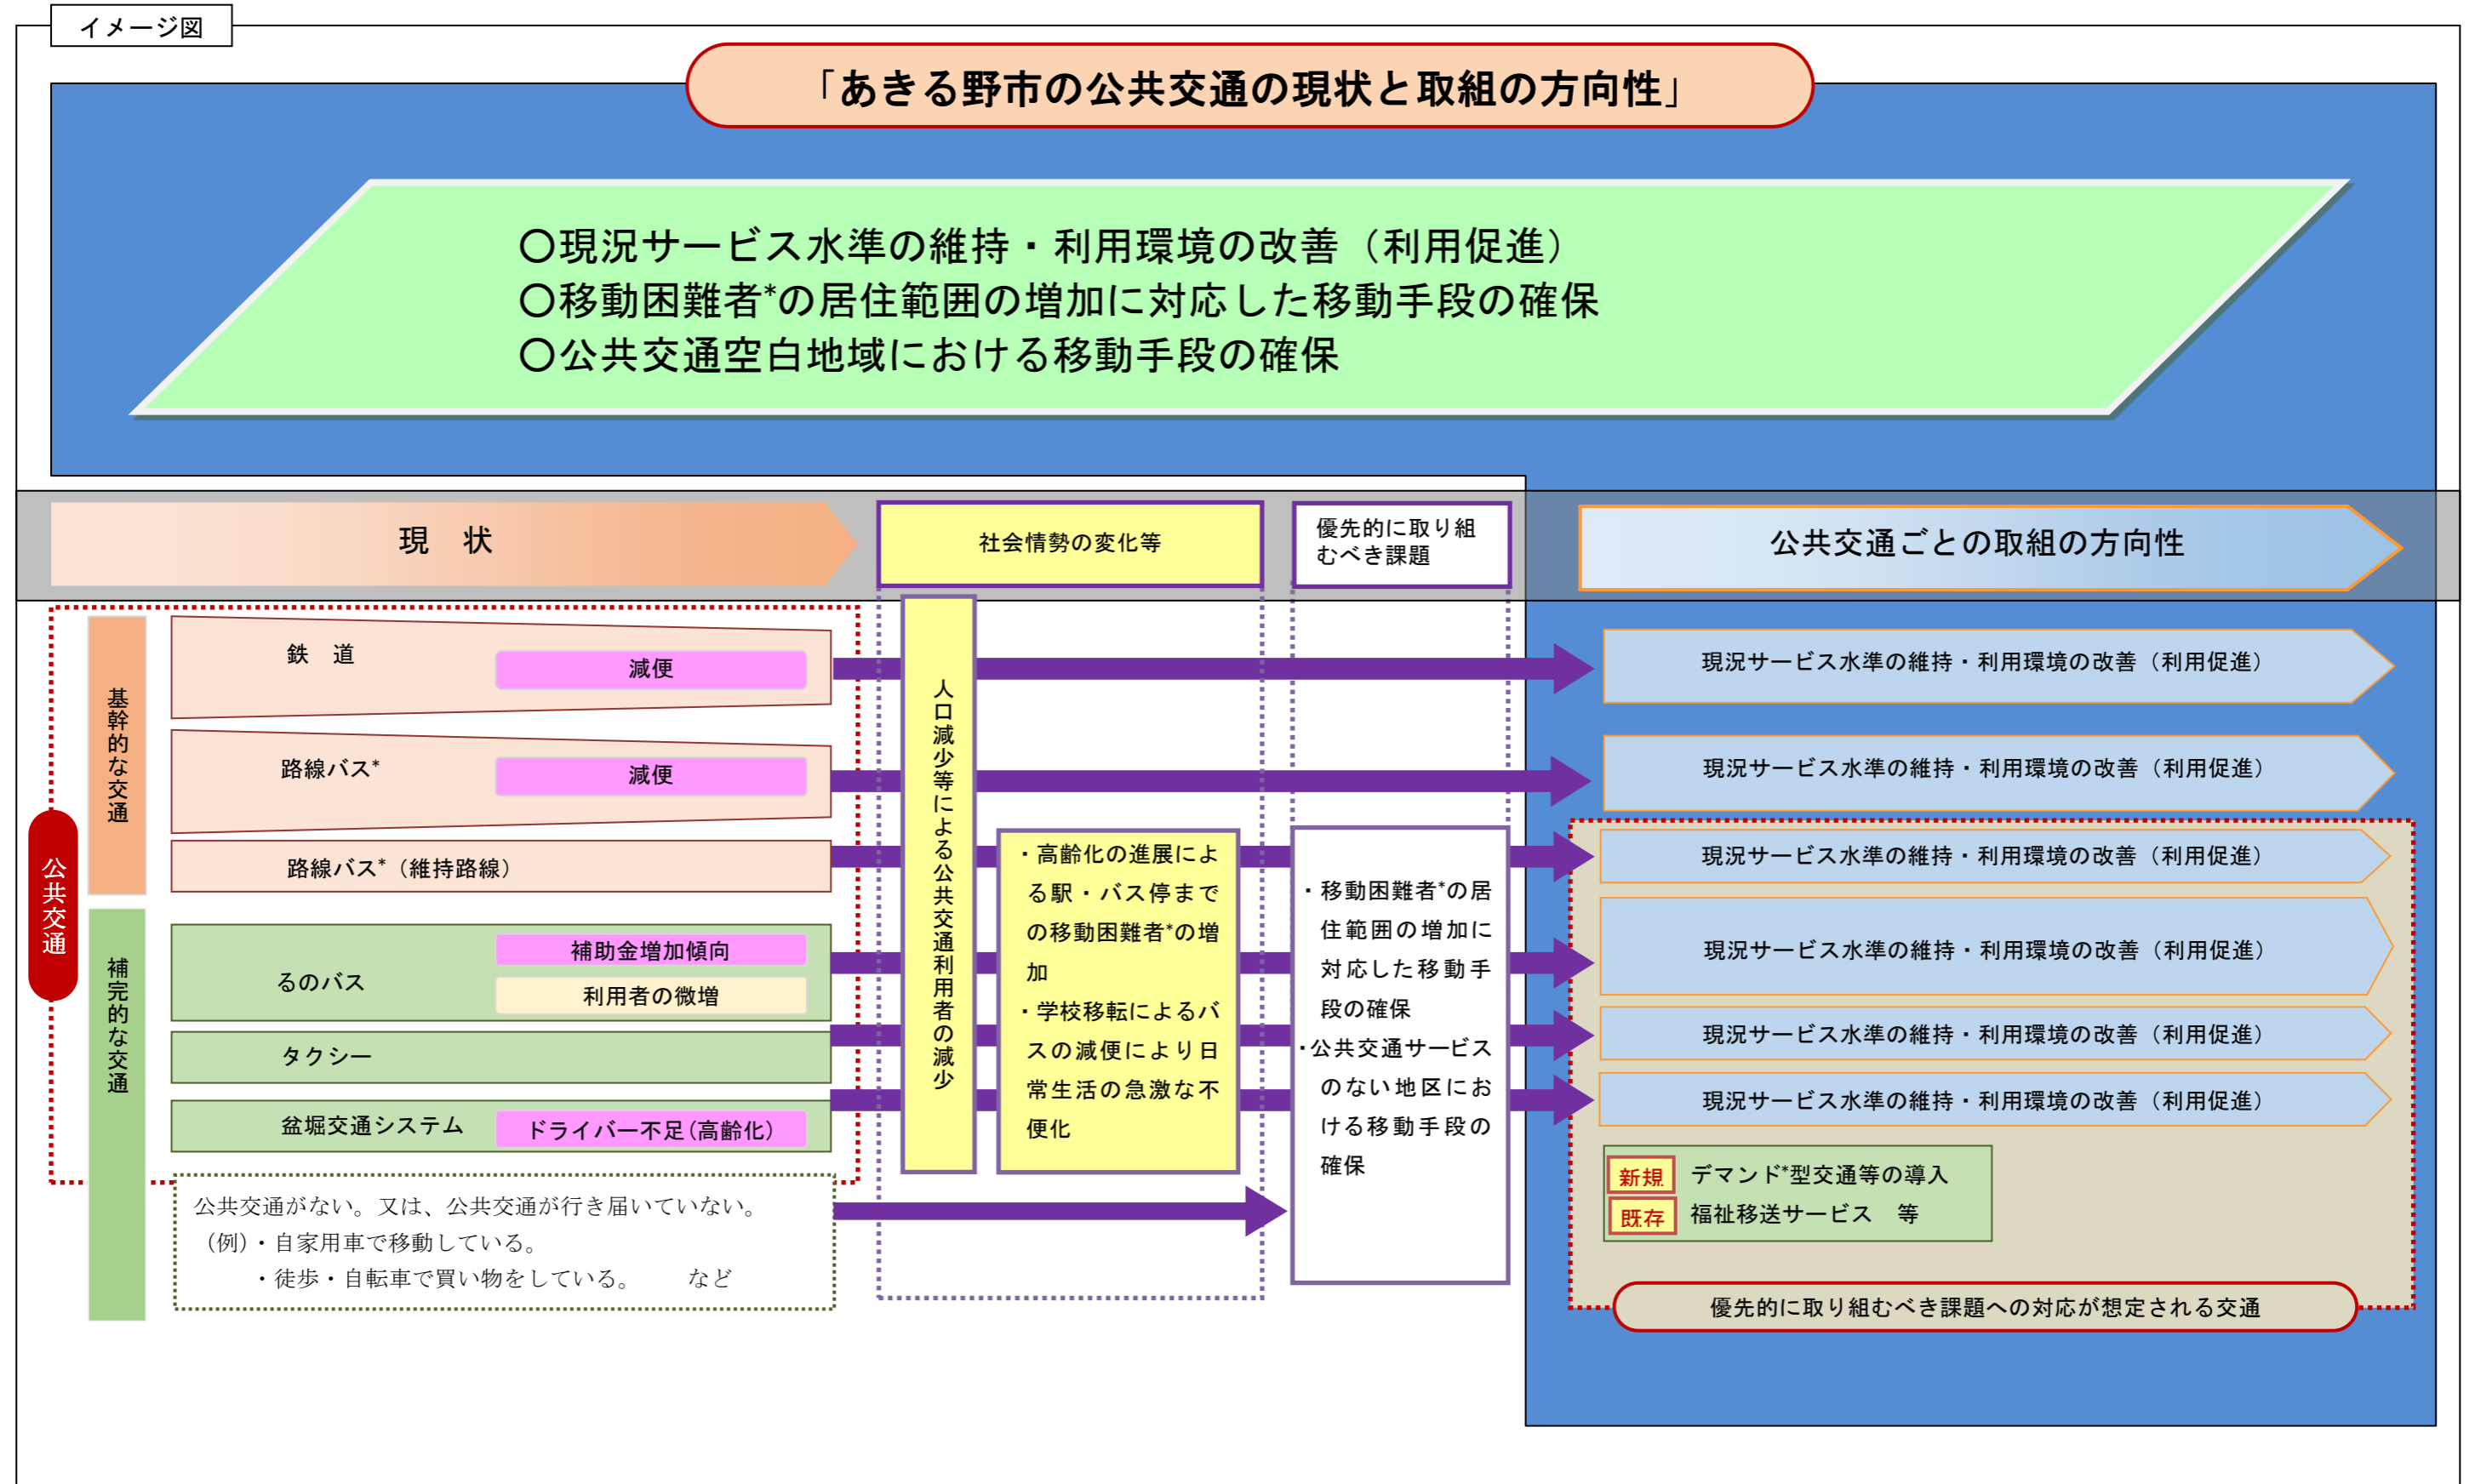 イメージ図
「あきる野市の公共交通の現状と取組の方向性」
○現況サービス水準の維持・利用環境の改善（利用促進）
○移動困難者*の居住範囲の増加に対応した移動手段の確保
○公共交通空白地域における移動手段の確保
現　状
社会情勢の変化等
優先的に取り組
むべき課題
公共交通ごとの取組の方向性
公共交通
基幹的な交通
補完的な交通
鉄　道
減便
路線バス*
減便
路線バス*（維持路線）
るのバス
補助金増加傾向
利用者の微増
タクシー
盆堀交通システム
ドライバー不足(高齢化)
公共交通がない。又は、公共交通が行き届いていない。
（例）・自家用車で移動している。
・徒歩・自転車で買い物をしている。　　など
人口減少等による公共交通利用者の減少
・高齢化の進展によ
る駅・バス停まで
の移動困難者*の増
加
・学校移転によるバ
スの減便により日
常生活の急激な不
便化
・移動困難者*の居
住範囲の増加に
対応した移動手
段の確保
・公共交通サービス
のない地区にお
ける移動手段の
確保
現況サービス水準の維持・利用環境の改善（利用促進）
現況サービス水準の維持・利用環境の改善（利用促進）
現況サービス水準の維持・利用環境の改善（利用促進）
現況サービス水準の維持・利用環境の改善（利用促進）
現況サービス水準の維持・利用環境の改善（利用促進）
現況サービス水準の維持・利用環境の改善（利用促進）
新規　デマンド*型交通等の導入
既存　福祉移送サービス　等
優先的に取り組むべき課題への対応が想定される交通